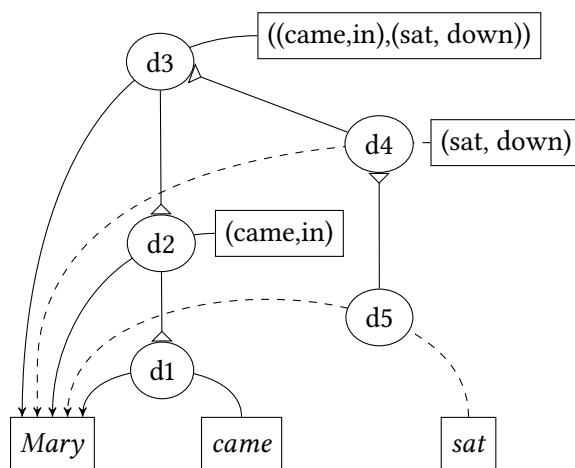 ((came,in),(sat, down))
d3
d4
(sat, down)
(came,in)
d2
d5
d1
Mary
came
sat